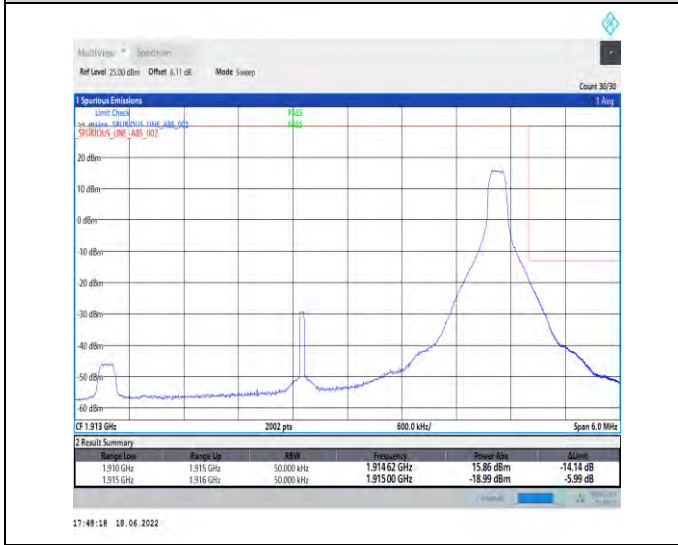 MultiView Spectrum
Ref Level 25.00 dBm Offset 6.11 dB Mode Sweep
Count 30/30
1 Spurious Emissions 1 Avg
Limit Check PASS
Line _SPURIOUS_LINE_ABS_002 PASS
_SPURIOUS_LINE_ABS_002
20 dBm
10 dBm
0 dBm
-10 dBm
-20 dBm
-30 dBm
-40 dBm
-50 dBm
-60 dBm
CF 1.913 GHz 2002 pts 600.0 kHz/ Span 6.0 MHz
2 Result Summary
Range Low Range Up RBW Frequency Power Abs ΔLimit
1.910 GHz 1.915 GHz 50.000 kHz 1.91462 GHz 15.86 dBm -14.14 dB
1.915 GHz 1.916 GHz 50.000 kHz 1.91500 GHz -18.99 dBm -5.99 dB
17:48:18 18.06.2022